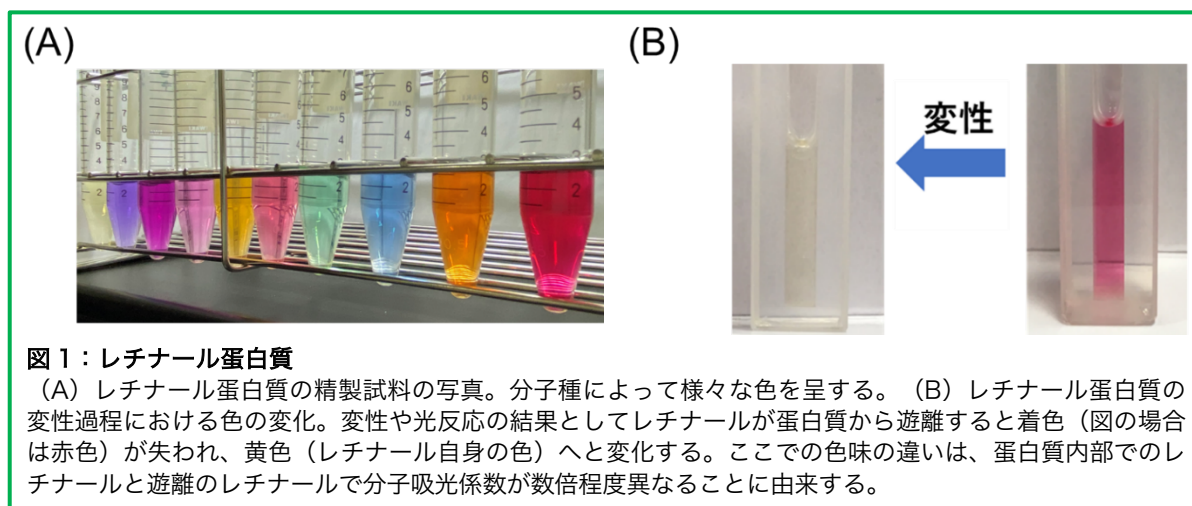 (A)
(B)
変性
図1：レチナール蛋白質
（A）レチナール蛋白質の精製試料の写真。分子種によって様々な色を呈する。（B）レチナール蛋白質の
変性過程における色の変化。変性や光反応の結果としてレチナールが蛋白質から遊離すると着色（図の場合
は赤色）が失われ、黄色（レチナール自身の色）へと変化する。ここでの色味の違いは、蛋白質内部でのレ
チナールと遊離のレチナールで分子吸光係数が数倍程度異なることに由来する。